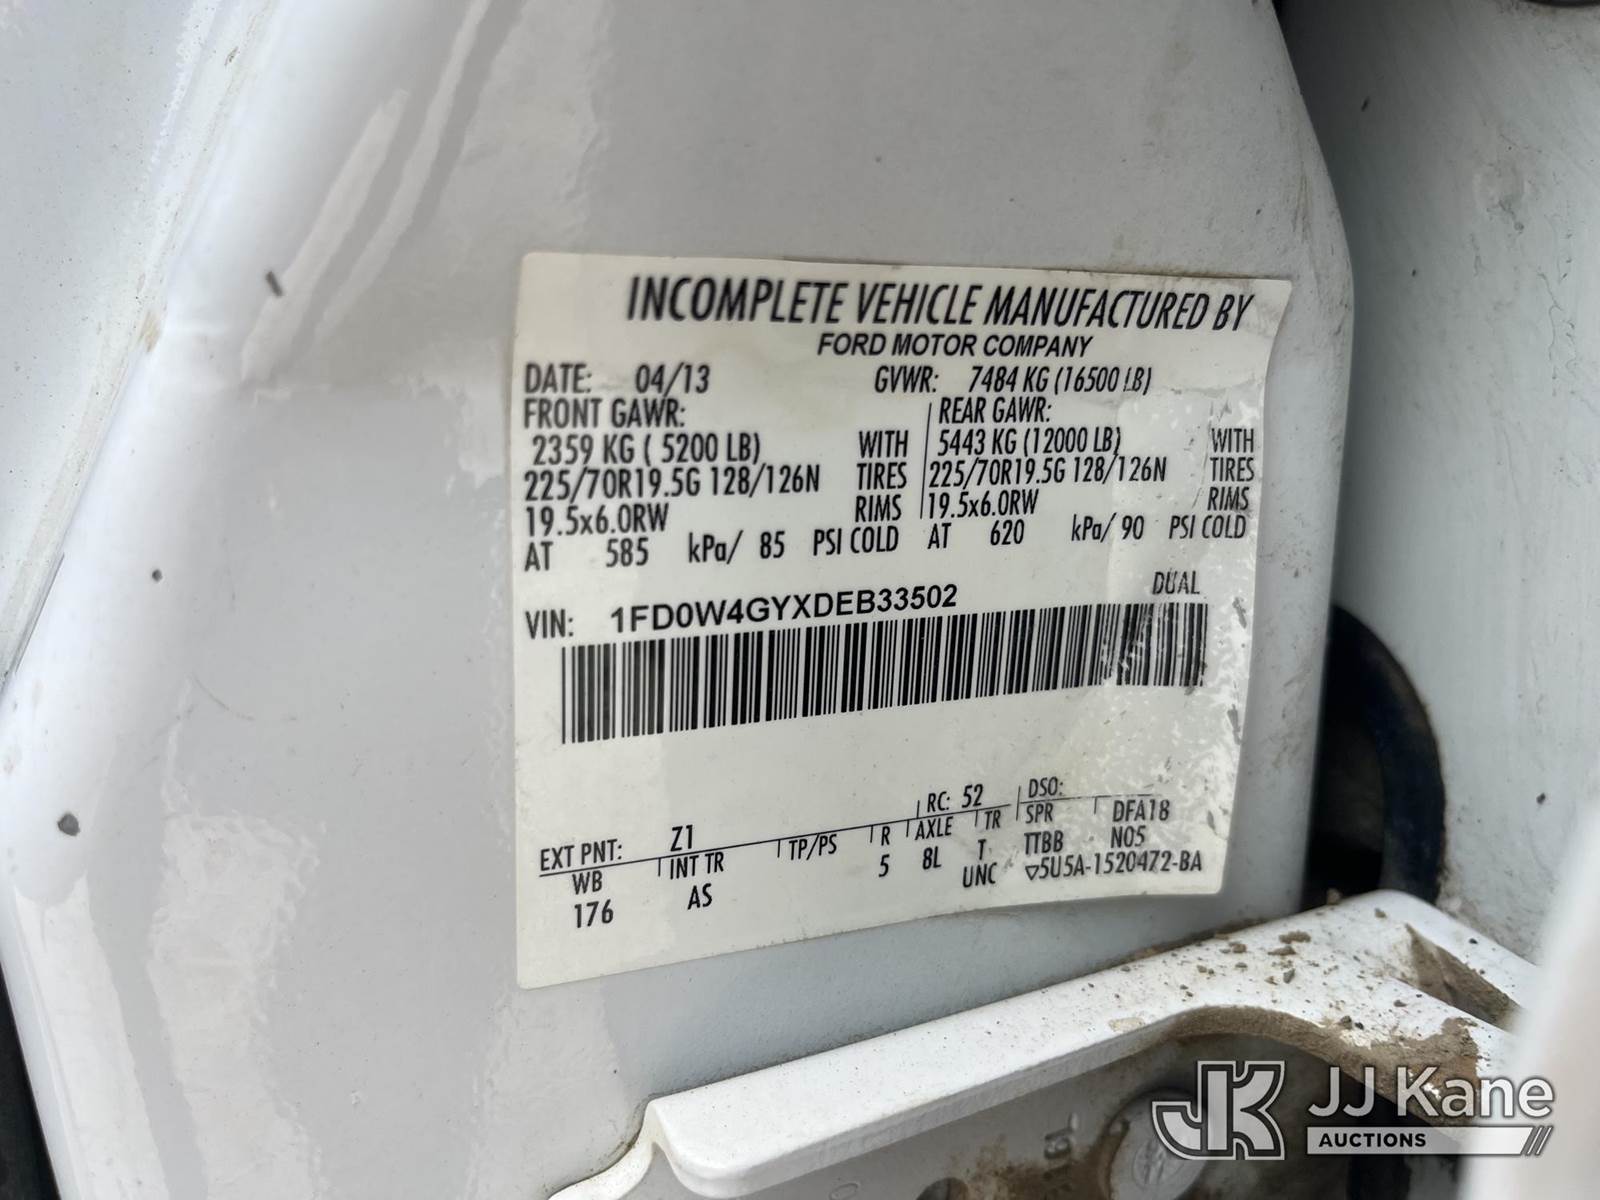 INCOMPLETE VEHICLE MANUFACTURED BY
FORD MOTOR COMPANY
DATE: 04/13 GVWR: 7484 KG (16500 LB)
FRONT GAWR: REAR GAWR:
2359 KG ( 5200 LB) WITH 5443 KG (12000 LB) WITH
225/70R19.5G 128/126N TIRES 225/70R19.5G 128/126N TIRES
19.5x6.0RW RIMS 19.5x6.0RW RIMS
AT 585 kPa/ 85 PSI COLD AT 620 kPa/ 90 PSI COLD
VIN: 1FD0W4GYXDEB33502 DUAL
EXT PNT: Z1 RC: 52 DSO:
WB INT TR TP/PS R AXLE TR SPR DFA18
176 AS 5 8L T TTBB N05
UNC ▽5U5A-1520472-BA
JK JJ Kane
AUCTIONS